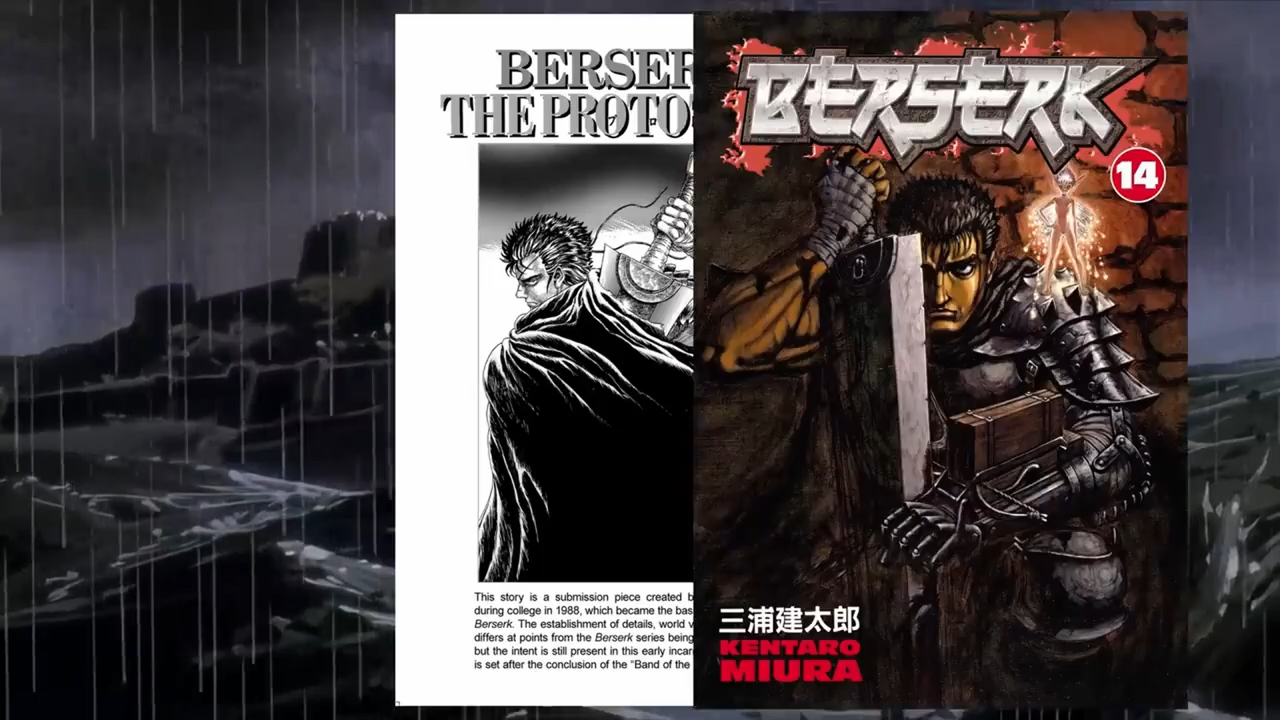 BERSER
THE PROTO
This story is a submission piece created b
during college in 1988, which became the bas
Berserk. The establishment of details, world v
differs at points from the Berserk series being
but the intent is still present in this early incar
is set after the conclusion of the “Band of the
BERSERK
14
三浦建太郎
KENTARO
MIURA